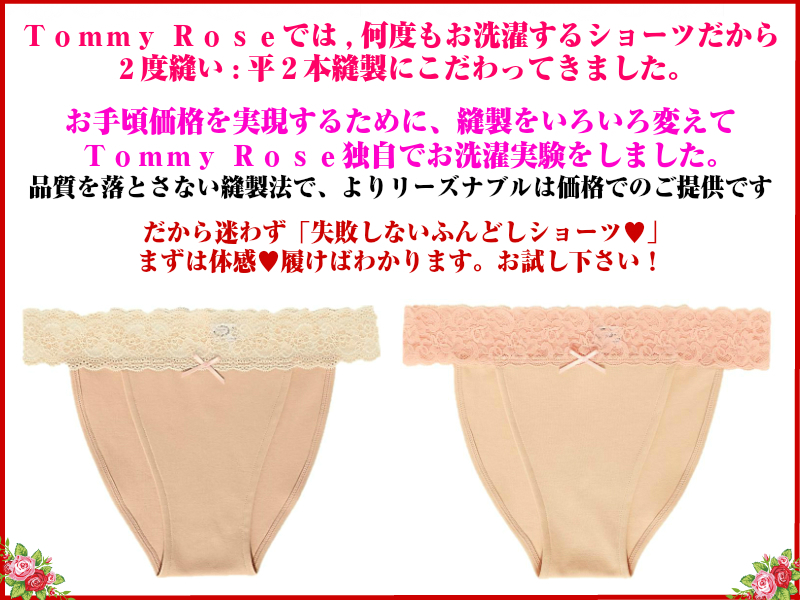 Ｔｏｍｍｙ Ｒｏｓｅでは,何度もお洗濯するショーツだから
２度縫い：平２本縫製にこだわってきました。
お手頃価格を実現するために、縫製をいろいろ変えて
Ｔｏｍｍｙ Ｒｏｓｅ独自でお洗濯実験をしました。
品質を落とさない縫製法で、よりリーズナブルは価格でのご提供です
だから迷わず「失敗しないふんどしショーツ♥」
まずは体感♥履けばわかります。お試し下さい！